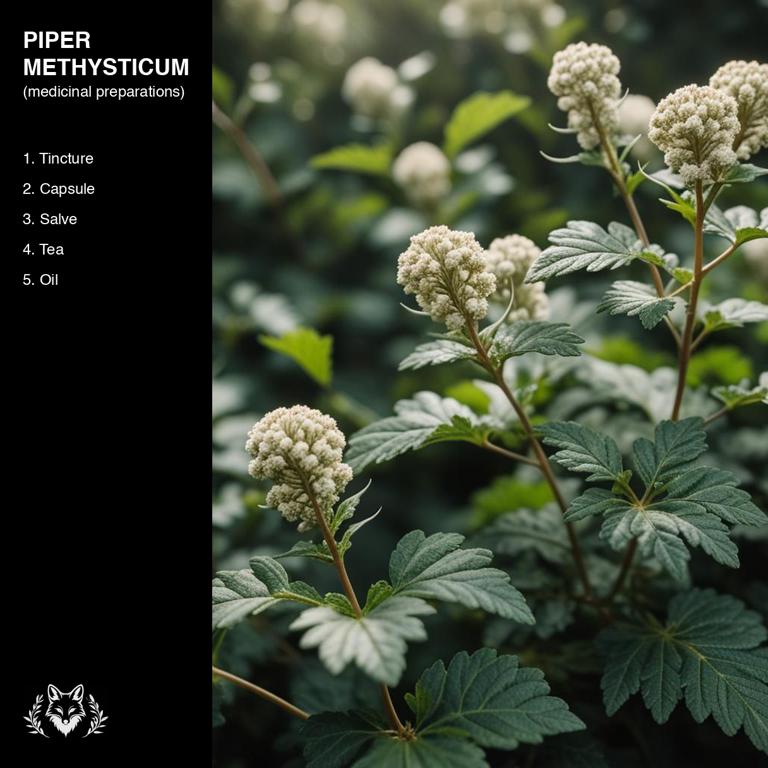 PIPER
METHYSTICUM
(medicinal preparations)
1. Tincture
2. Capsule
3. Salve
4. Tea
5. Oil